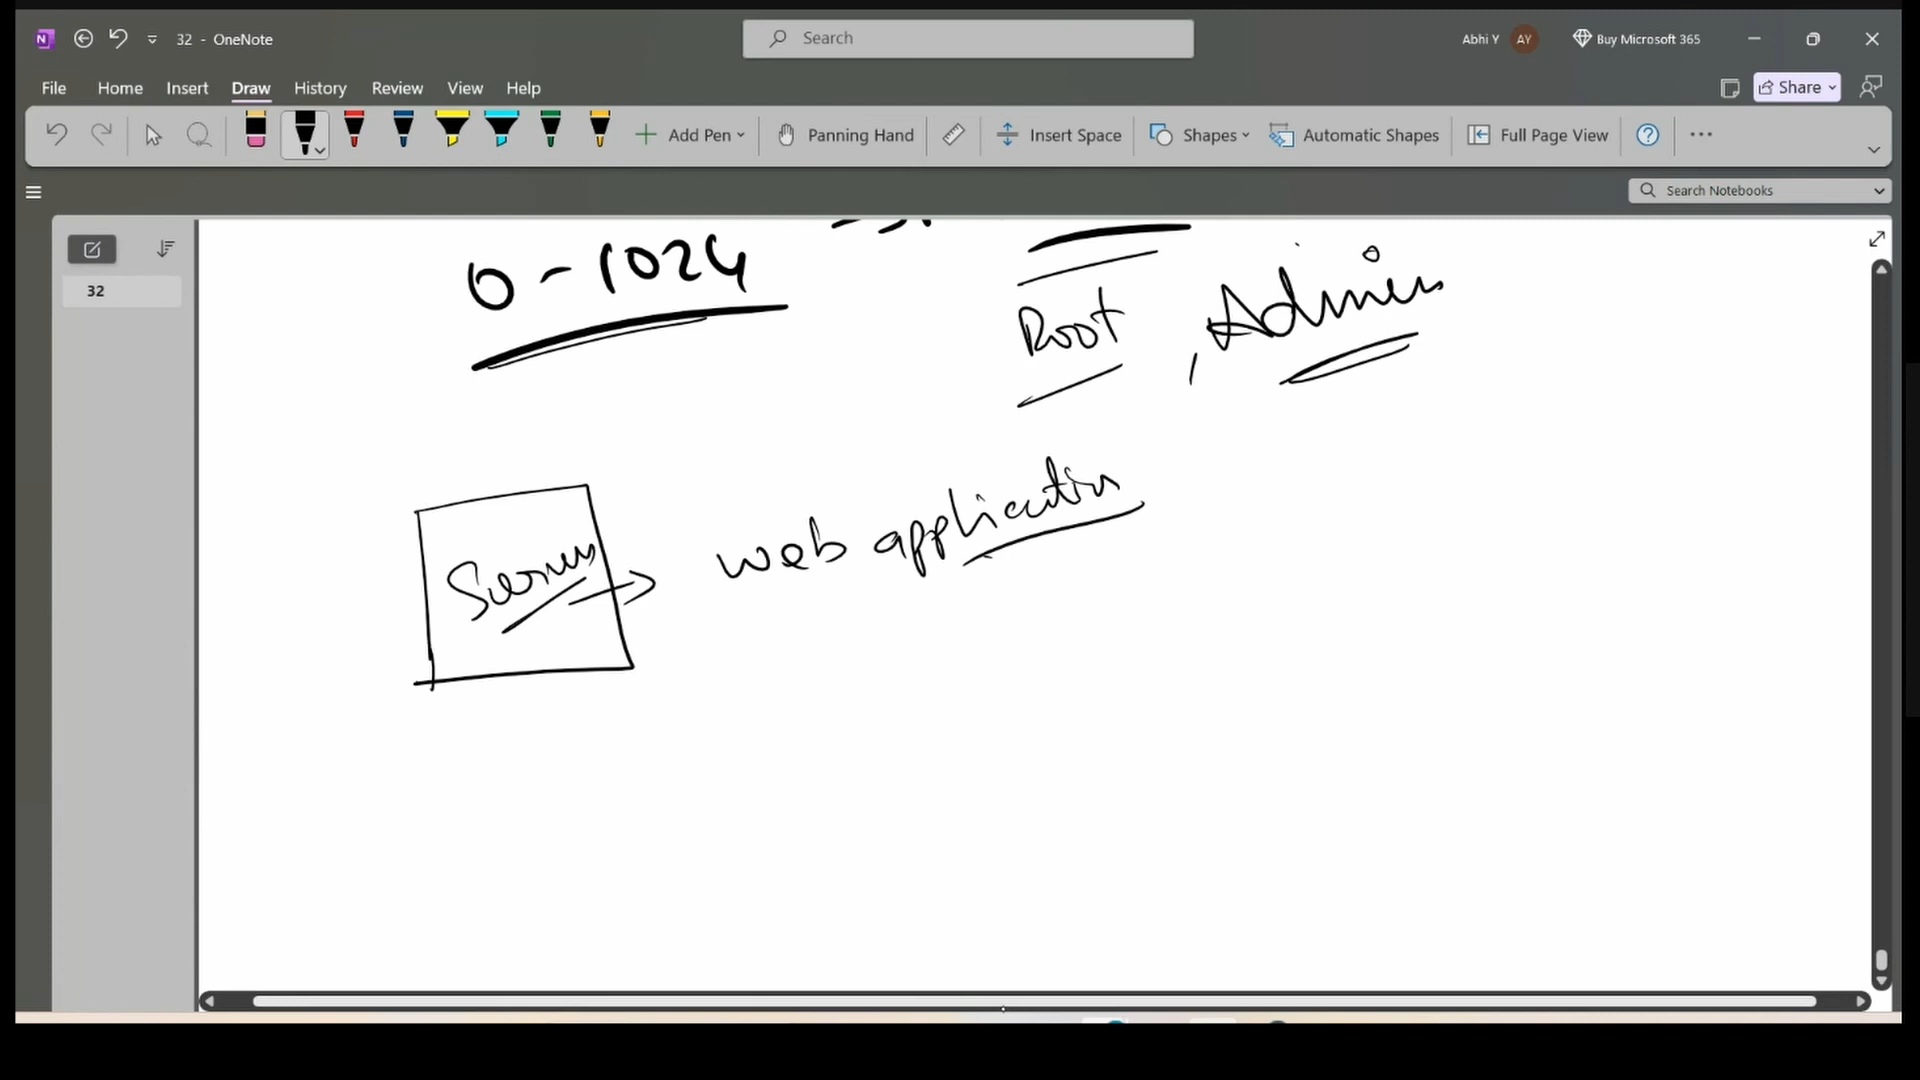 32 - OneNote
Search
Abhi Y
AY
Buy Microsoft 365
File Home Insert Draw History Review View Help
Share
Add Pen
Panning Hand
Insert Space
Shapes
Automatic Shapes
Full Page View
Search Notebooks
32
0 - 1024
Root , Admin
Server
web application